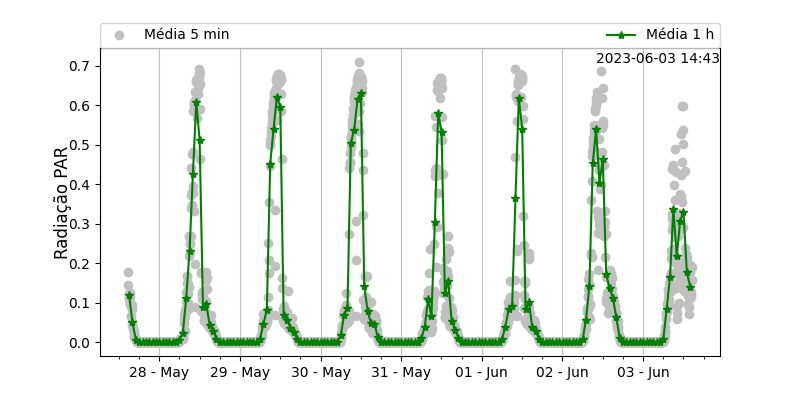 Média 5 min
Média 1 h
2023-06-03 14:43
Radiação PAR
0.7
0.6
0.5
0.4
0.3
0.2
0.1
0.0
28 - May
29 - May
30 - May
31 - May
01 - Jun
02 - Jun
03 - Jun